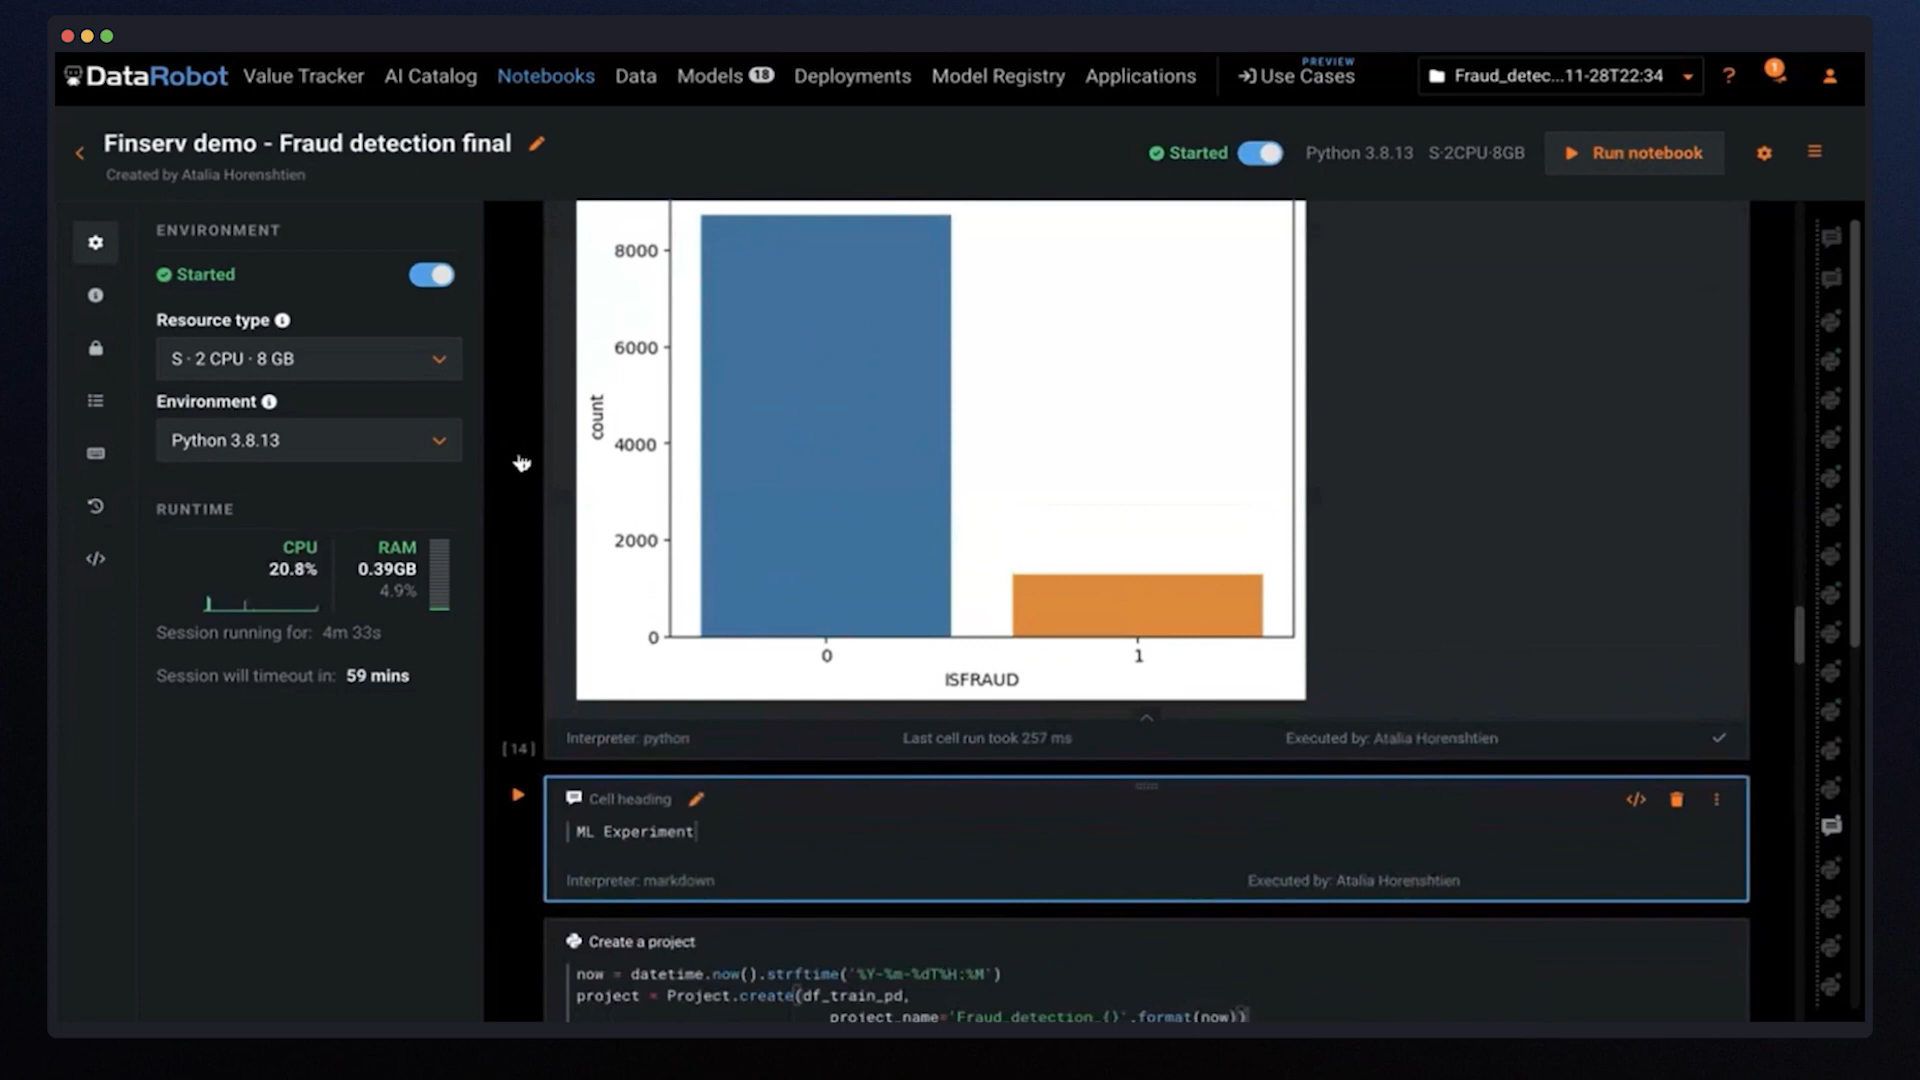 PREVIEW
DataRobot Value Tracker AI Catalog Notebooks Data Models 18 Deployments Model Registry Applications Use Cases Fraud_detec...11-28T22:34 ? 1
Finserv demo - Fraud detection final
Created by Atalia Horenshtien
Started Python 3.8.13 S·2CPU·8GB Run notebook
ENVIRONMENT
Started
Resource type
S · 2 CPU · 8 GB
Environment
Python 3.8.13
RUNTIME
CPU RAM
20.8% 0.39GB
4.9%
Session running for: 4m 33s
Session will timeout in: 59 mins
8000
6000
count
4000
2000
0
0 1
ISFRAUD
[14] Interpreter: python Last cell run took 257 ms Executed by: Atalia Horenshtien
Cell heading
ML Experiment
Interpreter: markdown Executed by: Atalia Horenshtien
Create a project
now = datetime.now().strftime('%Y-%m-%dT%H:%M')
project = Project.create(df_train_pd,
project_name='Fraud_detection_{}'.format(now))